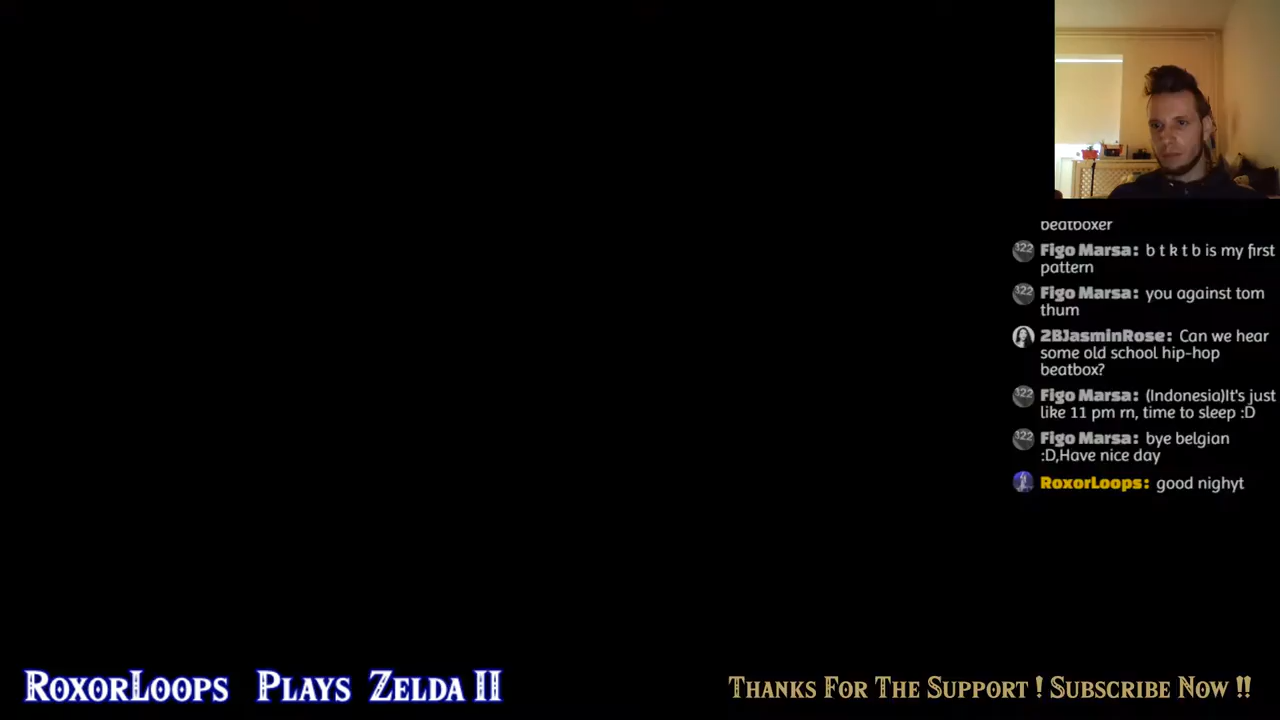 beatboxer
Figo Marsa: b t k t b is my first
pattern
Figo Marsa: you against tom
thum
2BJasminRose: Can we hear
some old school hip-hop
beatbox?
Figo Marsa: (Indonesia)It's just
like 11 pm rn, time to sleep :D
Figo Marsa: bye belgian
:D,Have nice day
RoxorLoops: good nighyt
RoxorLoops Plays Zelda II
Thanks For The Support ! Subscribe Now !!